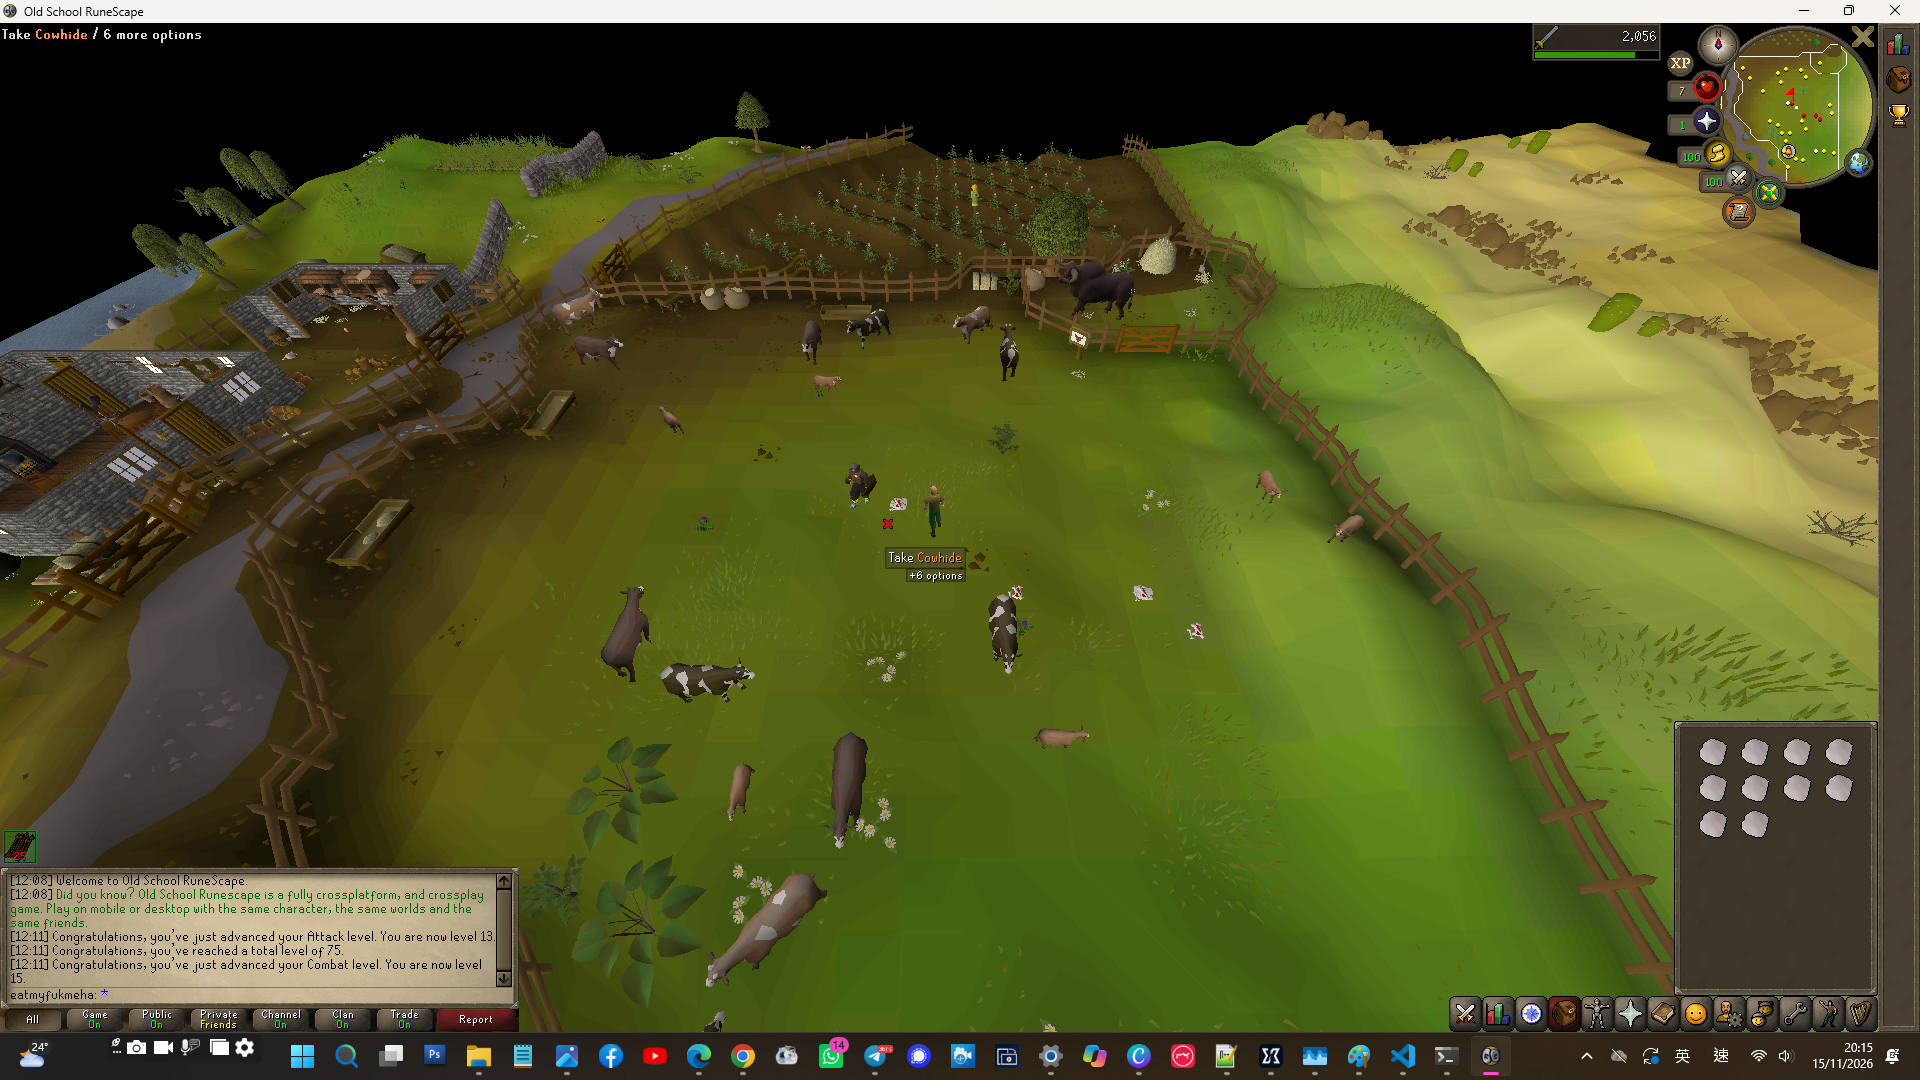 Old School RuneScape
Take Cowhide / 6 more options
2,056
XP
N
7
1
100
100
Take Cowhide
+6 options
23
[12:08] Welcome to Old School RuneScape.
[12:08] Did you know? Old School Runescape is a fully crossplatform, and crossplay
game. Play on mobile or desktop with the same character, the same worlds and the
same friends.
[12:11] Congratulations, you've just advanced your Attack level. You are now level 13.
[12:11] Congratulations, you've reached a total level of 75.
[12:11] Congratulations, you've just advanced your Combat level. You are now level
15.
eatmyfukmeha: *
All
Game
On
Public
On
Private
Friends
Channel
On
Clan
On
Trade
On
Report
24°
Ps
14
英
速
20:15
15/11/2026